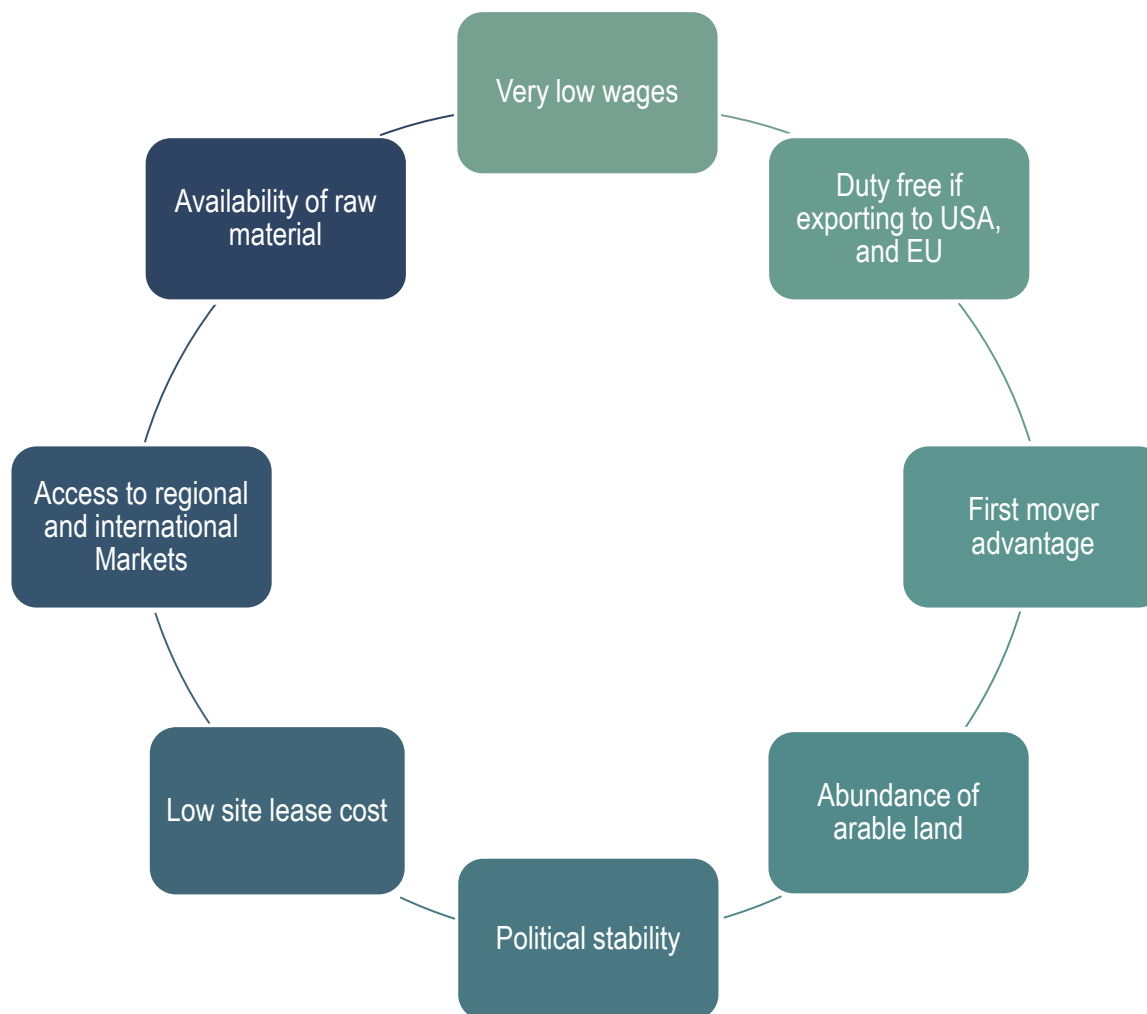 Very low wages
Duty free if
exporting to USA,
and EU
First mover
advantage
Abundance of
arable land
Political stability
Low site lease cost
Access to regional
and international
Markets
Availability of raw
material